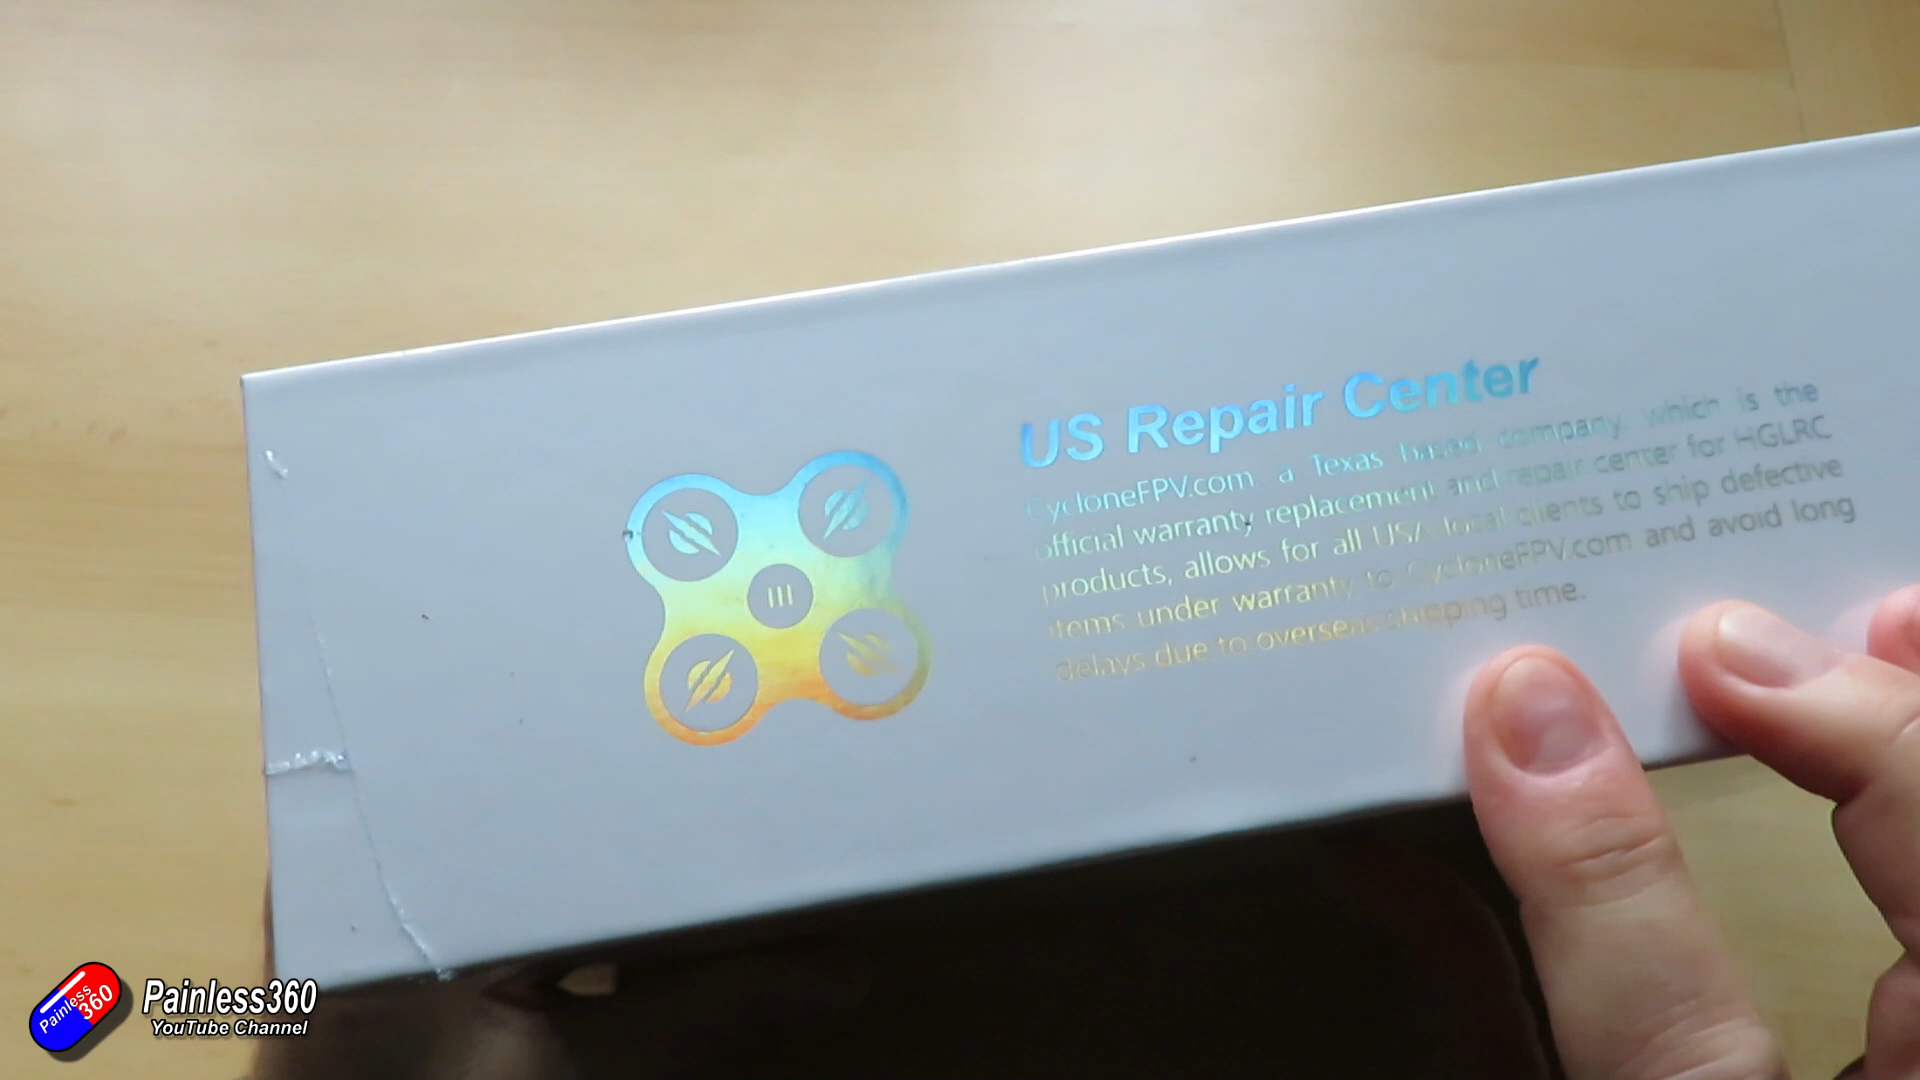 US Repair Center
CycloneFPV.com a Texas based company, which is the
official warranty replacement and repair center for HGLRC
products, allows for all USA local clients to ship defective
items under warranty to CycloneFPV.com and avoid long
delays due to overseas shipping time.
Painless360
Painless360
YouTube Channel